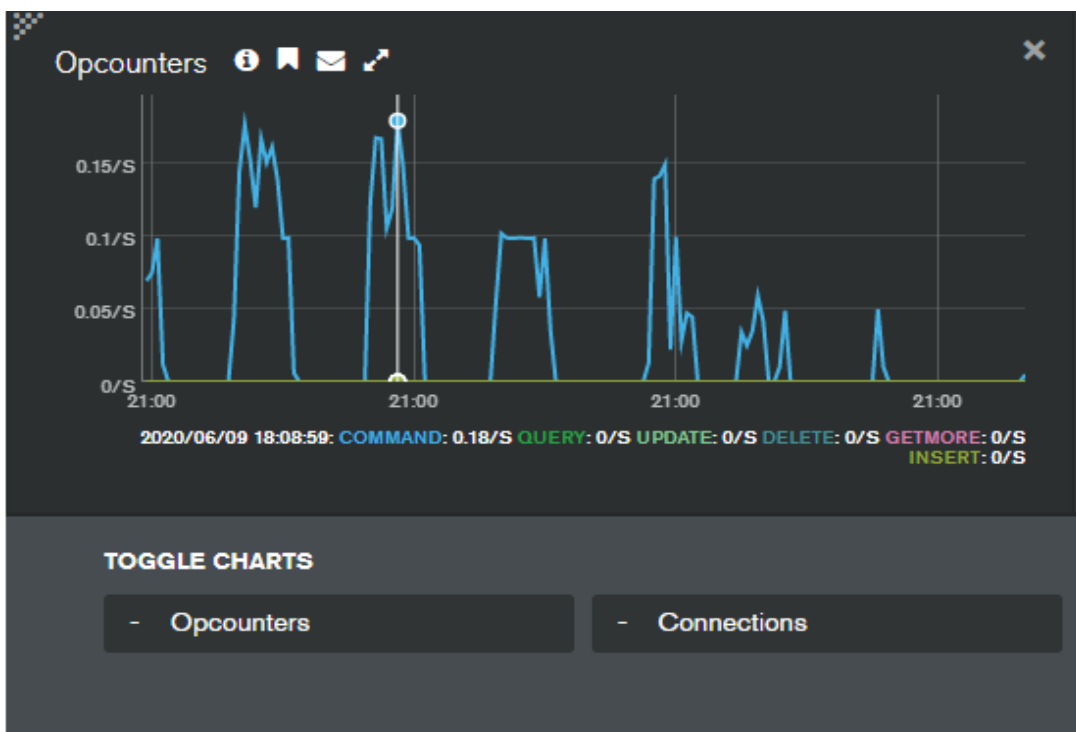 Opcounters
0.15/S
0.1/S
0.05/S
0/S
21:00 21:00 21:00 21:00
2020/06/09 18:08:59: COMMAND: 0.18/S QUERY: 0/S UPDATE: 0/S DELETE: 0/S GETMORE: 0/S
INSERT: 0/S
TOGGLE CHARTS
- Opcounters - Connections